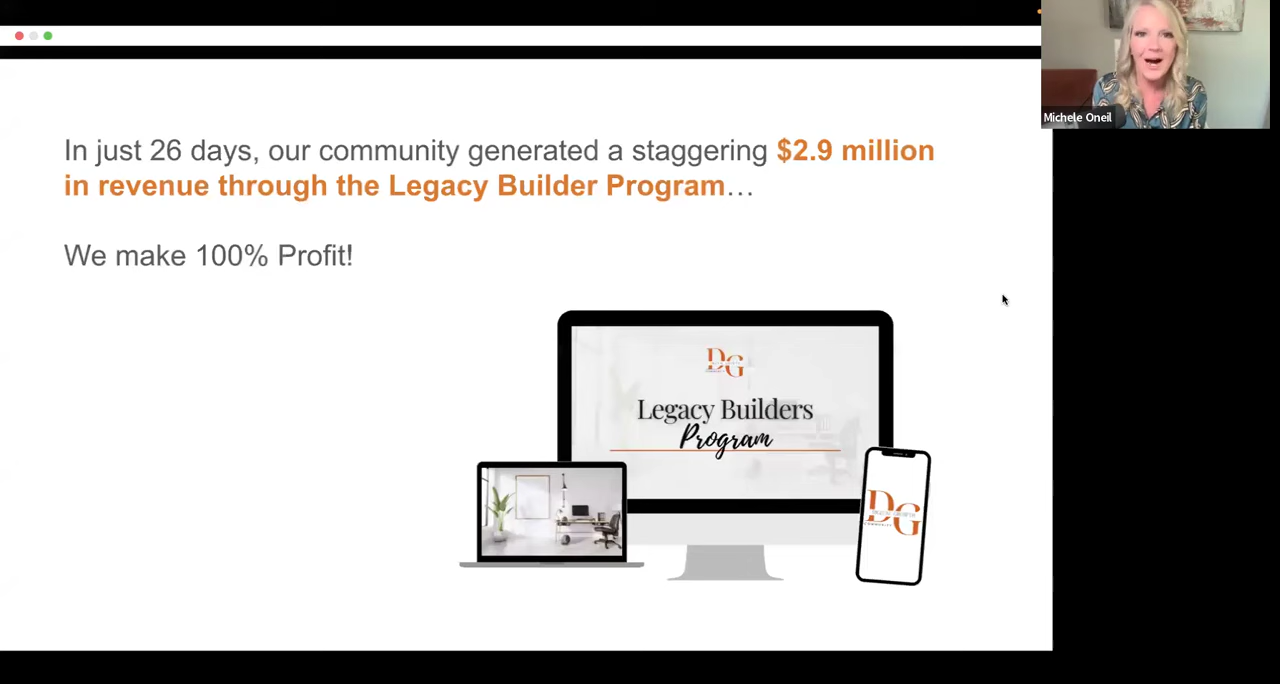 Michele Oneil
In just 26 days, our community generated a staggering $2.9 million
in revenue through the Legacy Builder Program…
We make 100% Profit!
DG
Legacy Builders
Program
DG